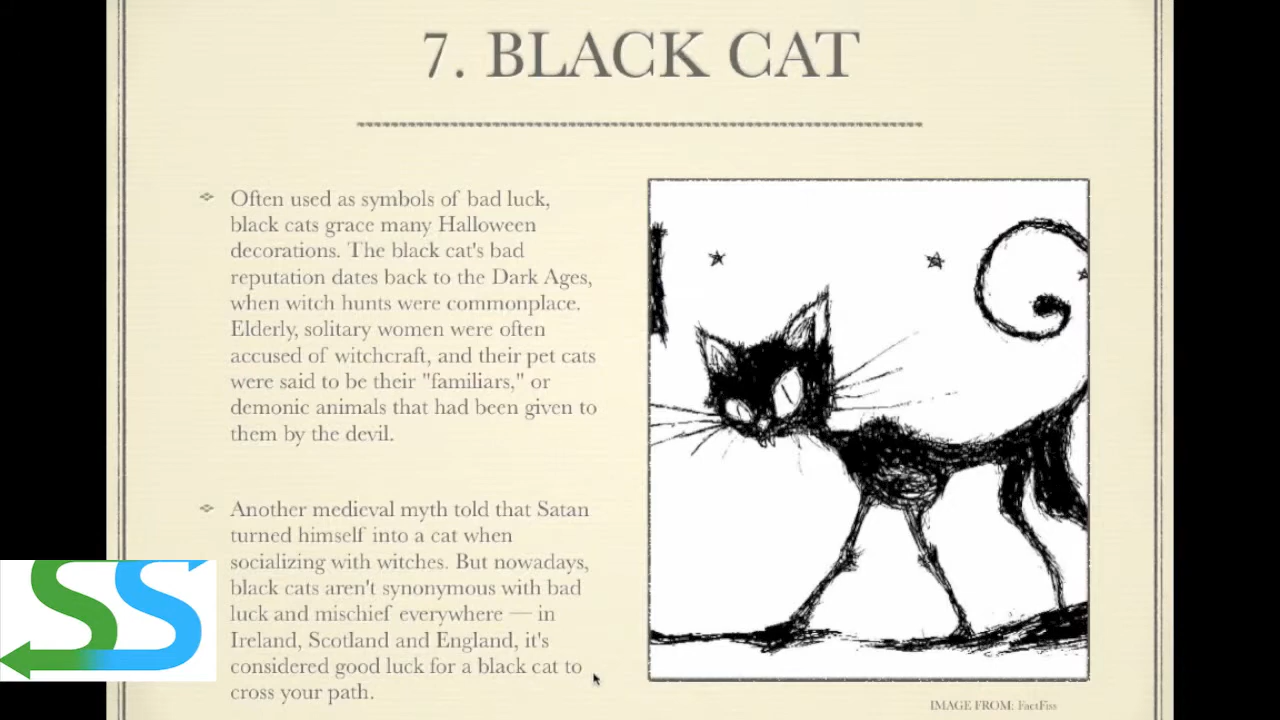 7. BLACK CAT
Often used as symbols of bad luck,
black cats grace many Halloween
decorations. The black cat's bad
reputation dates back to the Dark Ages,
when witch hunts were commonplace.
Elderly, solitary women were often
accused of witchcraft, and their pet cats
were said to be their "familiars," or
demonic animals that had been given to
them by the devil.
Another medieval myth told that Satan
turned himself into a cat when
socializing with witches. But nowadays,
black cats aren't synonymous with bad
luck and mischief everywhere — in
Ireland, Scotland and England, it's
considered good luck for a black cat to
cross your path.
SS
IMAGE FROM: FactFiss